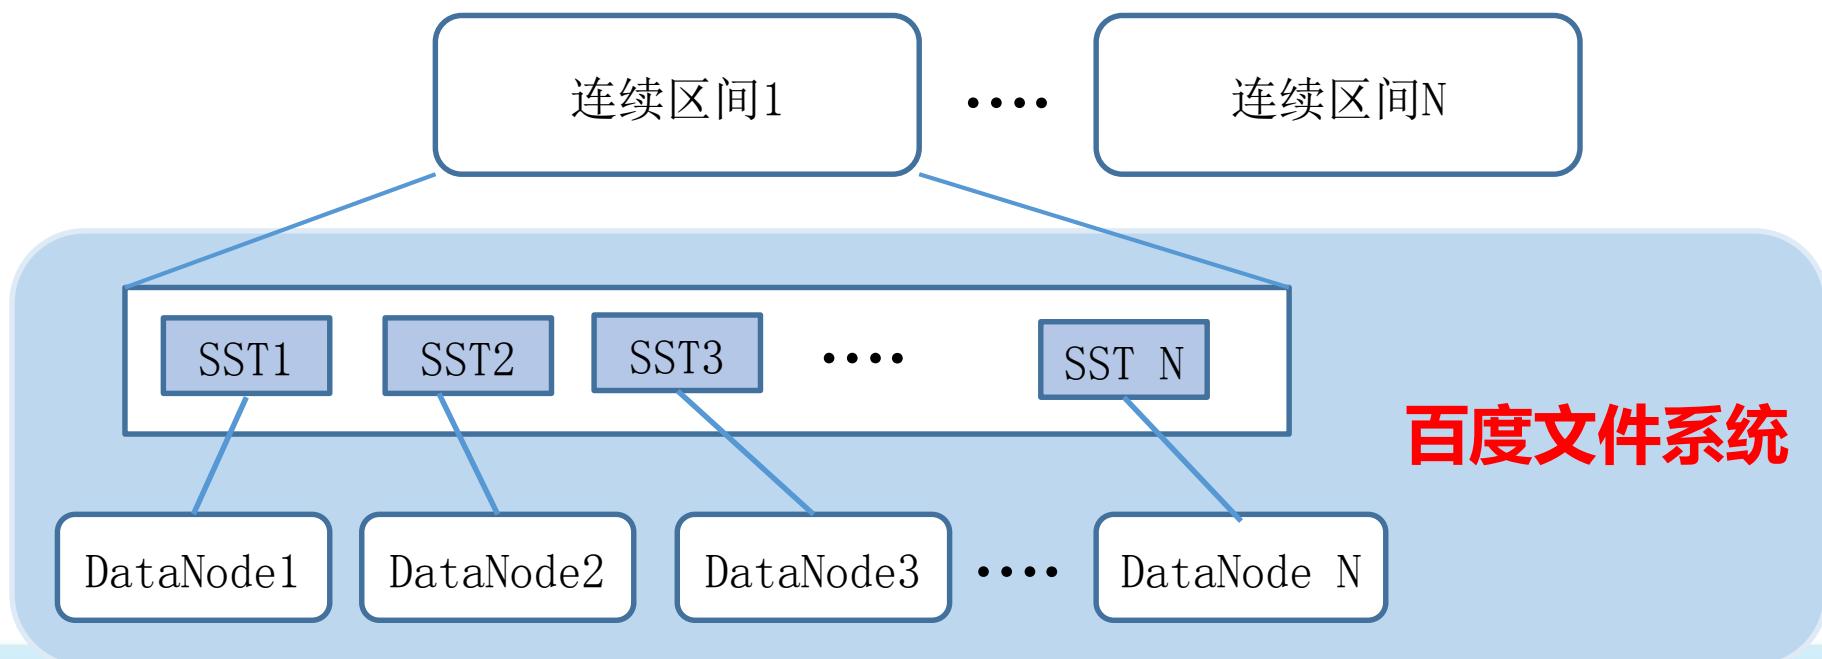 连续区间1 .... 连续区间N
SST1 SST2 SST3 .... SST N
百度文件系统
DataNode1 DataNode2 DataNode3 .... DataNode N